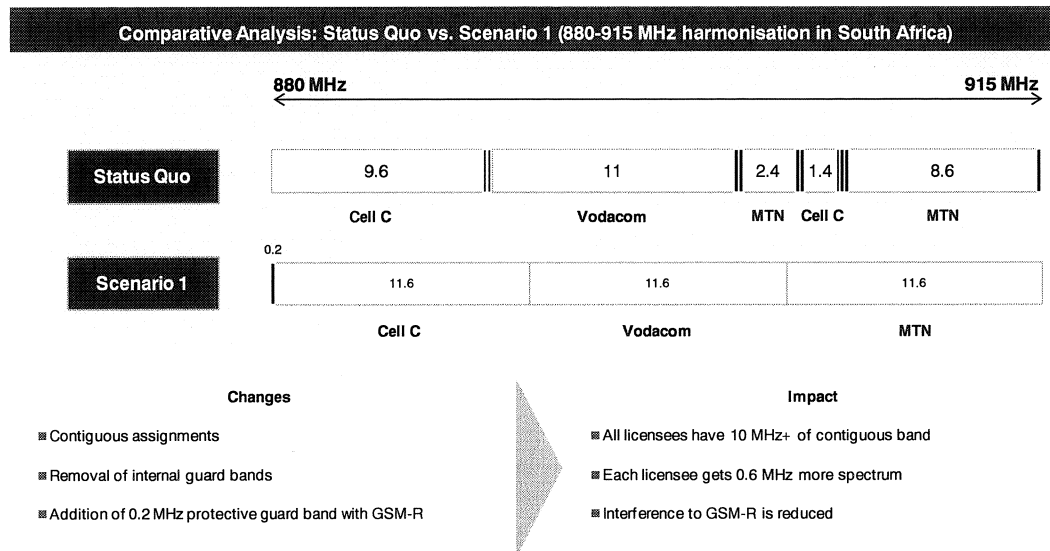 Comparative Analysis: Status Quo vs. Scenario 1 (880-915 MHz harmonisation in South Africa)
880 MHz 915 MHz
Status Quo 9.6 11 2.4 1.4 8.6
Cell C Vodacom MTN Cell C MTN
0.2
Scenario 1 11.6 11.6 11.6
Cell C Vodacom MTN
Changes
Contiguous assignments
Removal of internal guard bands
Addition of 0.2 MHz protective guard band with GSM-R
Impact
All licensees have 10 MHz+ of contiguous band
Each licensee gets 0.6 MHz more spectrum
Interference to GSM-R is reduced